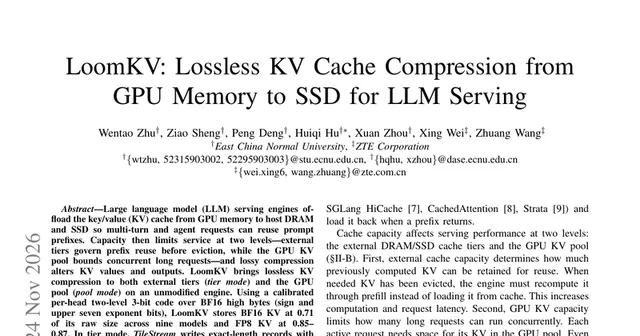 LoomKV: Lossless KV Cache Compression from
GPU Memory to SSD for LLM Serving
Wentao Zhu†, Ziao Sheng†, Peng Deng†, Huiqi Hu†*, Xuan Zhou†, Xing Wei‡, Zhuang Wang‡
†East China Normal University, ‡ZTE Corporation
†{wtzhu, 52315903002, 52295903003}@stu.ecnu.edu.cn, †{hqhu, xzhou}@dase.ecnu.edu.cn
‡{wei.xing6, wang.zhuang}@zte.com.cn
Abstract—Large language model (LLM) serving engines of-
fload the key/value (KV) cache from GPU memory to host DRAM
and SSD so multi-turn and agent requests can reuse prompt
prefixes. Capacity then limits service at two levels—external
tiers govern prefix reuse before eviction, while the GPU KV
pool bounds concurrent long requests—and lossy compression
alters KV values and outputs. LoomKV brings lossless KV
compression to both external tiers (tier mode) and the GPU
pool (pool mode) on an unmodified engine. Using a calibrated
per-head two-level 3-bit code over BF16 high bytes (sign and
upper seven exponent bits), LoomKV stores BF16 KV at 0.71
of its raw size across nine models and FP8 KV at 0.85–
0.87. In tier mode, TileStream writes exact-length records with
SGLang HiCache [7], CachedAttention [8], Strata [9]) and
load it back when a prefix returns.
Cache capacity affects serving performance at two levels:
the external DRAM/SSD cache tiers and the GPU KV pool
(§II-B). First, external cache capacity determines how much
previously computed KV can be retained for reuse. When
needed KV has been evicted, the engine must recompute it
through prefill instead of loading it from cache. This increases
computation and request latency. Second, GPU KV capacity
limits how many long requests can run concurrently. Each
active request needs space for its KV in the GPU pool.
24 Nov 2026